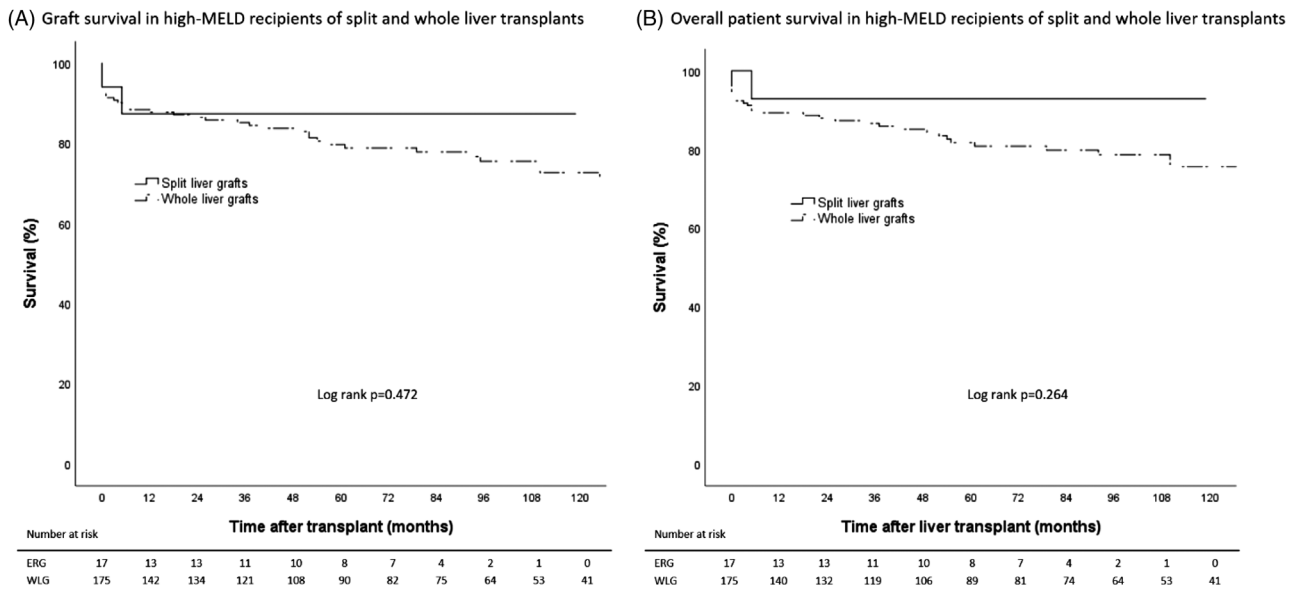 (A) Graft survival in high-MELD recipients of split and whole liver transplants
100
80
60
40
20
0
Survival (%)
Split liver grafts
Whole liver grafts
Log rank p=0.472
0 12 24 36 48 60 72 84 96 108 120
Time after transplant (months)
Number at risk
ERG 17 13 13 11 10 8 7 4 2 1 0
WLG 175 142 134 121 108 90 82 75 64 53 41
(B) Overall patient survival in high-MELD recipients of split and whole liver transplants
100
80
60
40
20
0
Survival (%)
Split liver grafts
Whole liver grafts
Log rank p=0.264
0 12 24 36 48 60 72 84 96 108 120
Time after liver transplant (months)
Number at risk
ERG 17 13 13 11 10 8 7 4 2 1 0
WLG 175 140 132 119 106 89 81 74 64 53 41